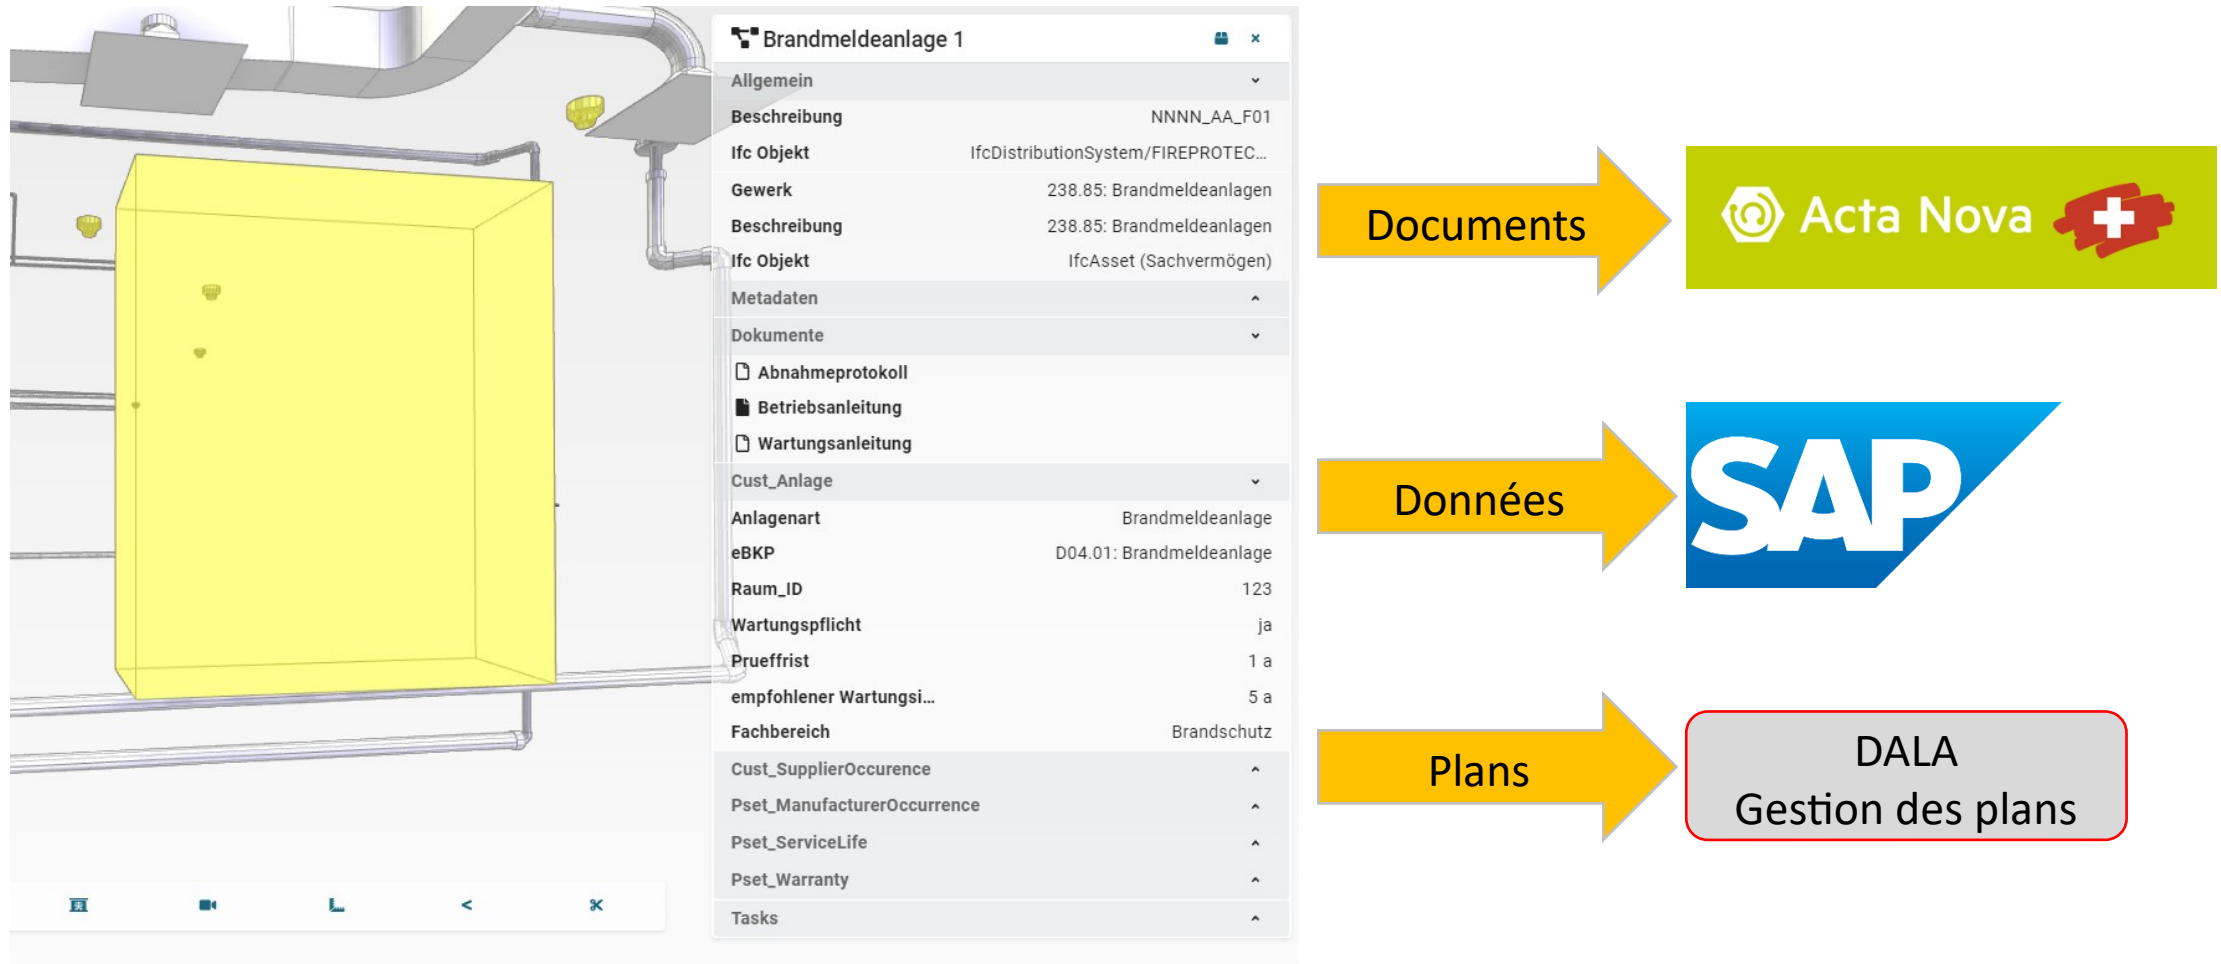 Brandmeldeanlage 1
Allgemein
Beschreibung NNNN_AA_F01
Ifc Objekt IfcDistributionSystem/FIREPROTEC...
Gewerk 238.85: Brandmeldeanlagen
Beschreibung 238.85: Brandmeldeanlagen
Ifc Objekt IfcAsset (Sachvermögen)
Metadaten
Dokumente
Abnahmeprotokoll
Betriebsanleitung
Wartungsanleitung
Cust_Anlage
Anlagenart Brandmeldeanlage
eBKP D04.01: Brandmeldeanlage
Raum_ID 123
Wartungspflicht ja
Prueffrist 1 a
empfohlener Wartungsi... 5 a
Fachbereich Brandschutz
Cust_SupplierOccurence
Pset_ManufacturerOccurrence
Pset_ServiceLife
Pset_Warranty
Tasks
Documents
Acta Nova
Données
SAP
Plans
DALA
Gestion des plans